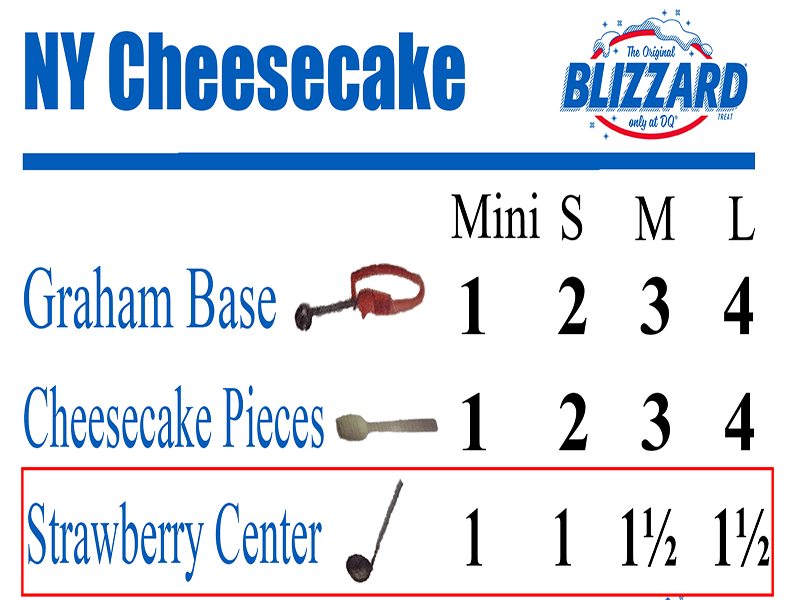 NY Cheesecake
The Original
BLIZZARD®
TREAT
only at DQ®
Mini S M L
Graham Base 1 2 3 4
Cheesecake Pieces 1 2 3 4
Strawberry Center 1 1 1½ 1½